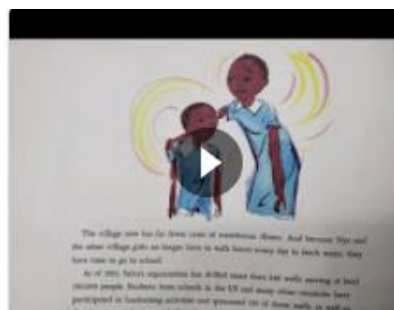 The village now has far fewer cases of waterborne illness. And because Nya and
the other village girls no longer have to walk hours every day to fetch water, they
have time to go to school.
As of 2015, Salva's organization has drilled more than 240 wells serving at least
people. Students from schools in the US and many other countries have
participated in fundraising activities and sponsored of these wells, as well as